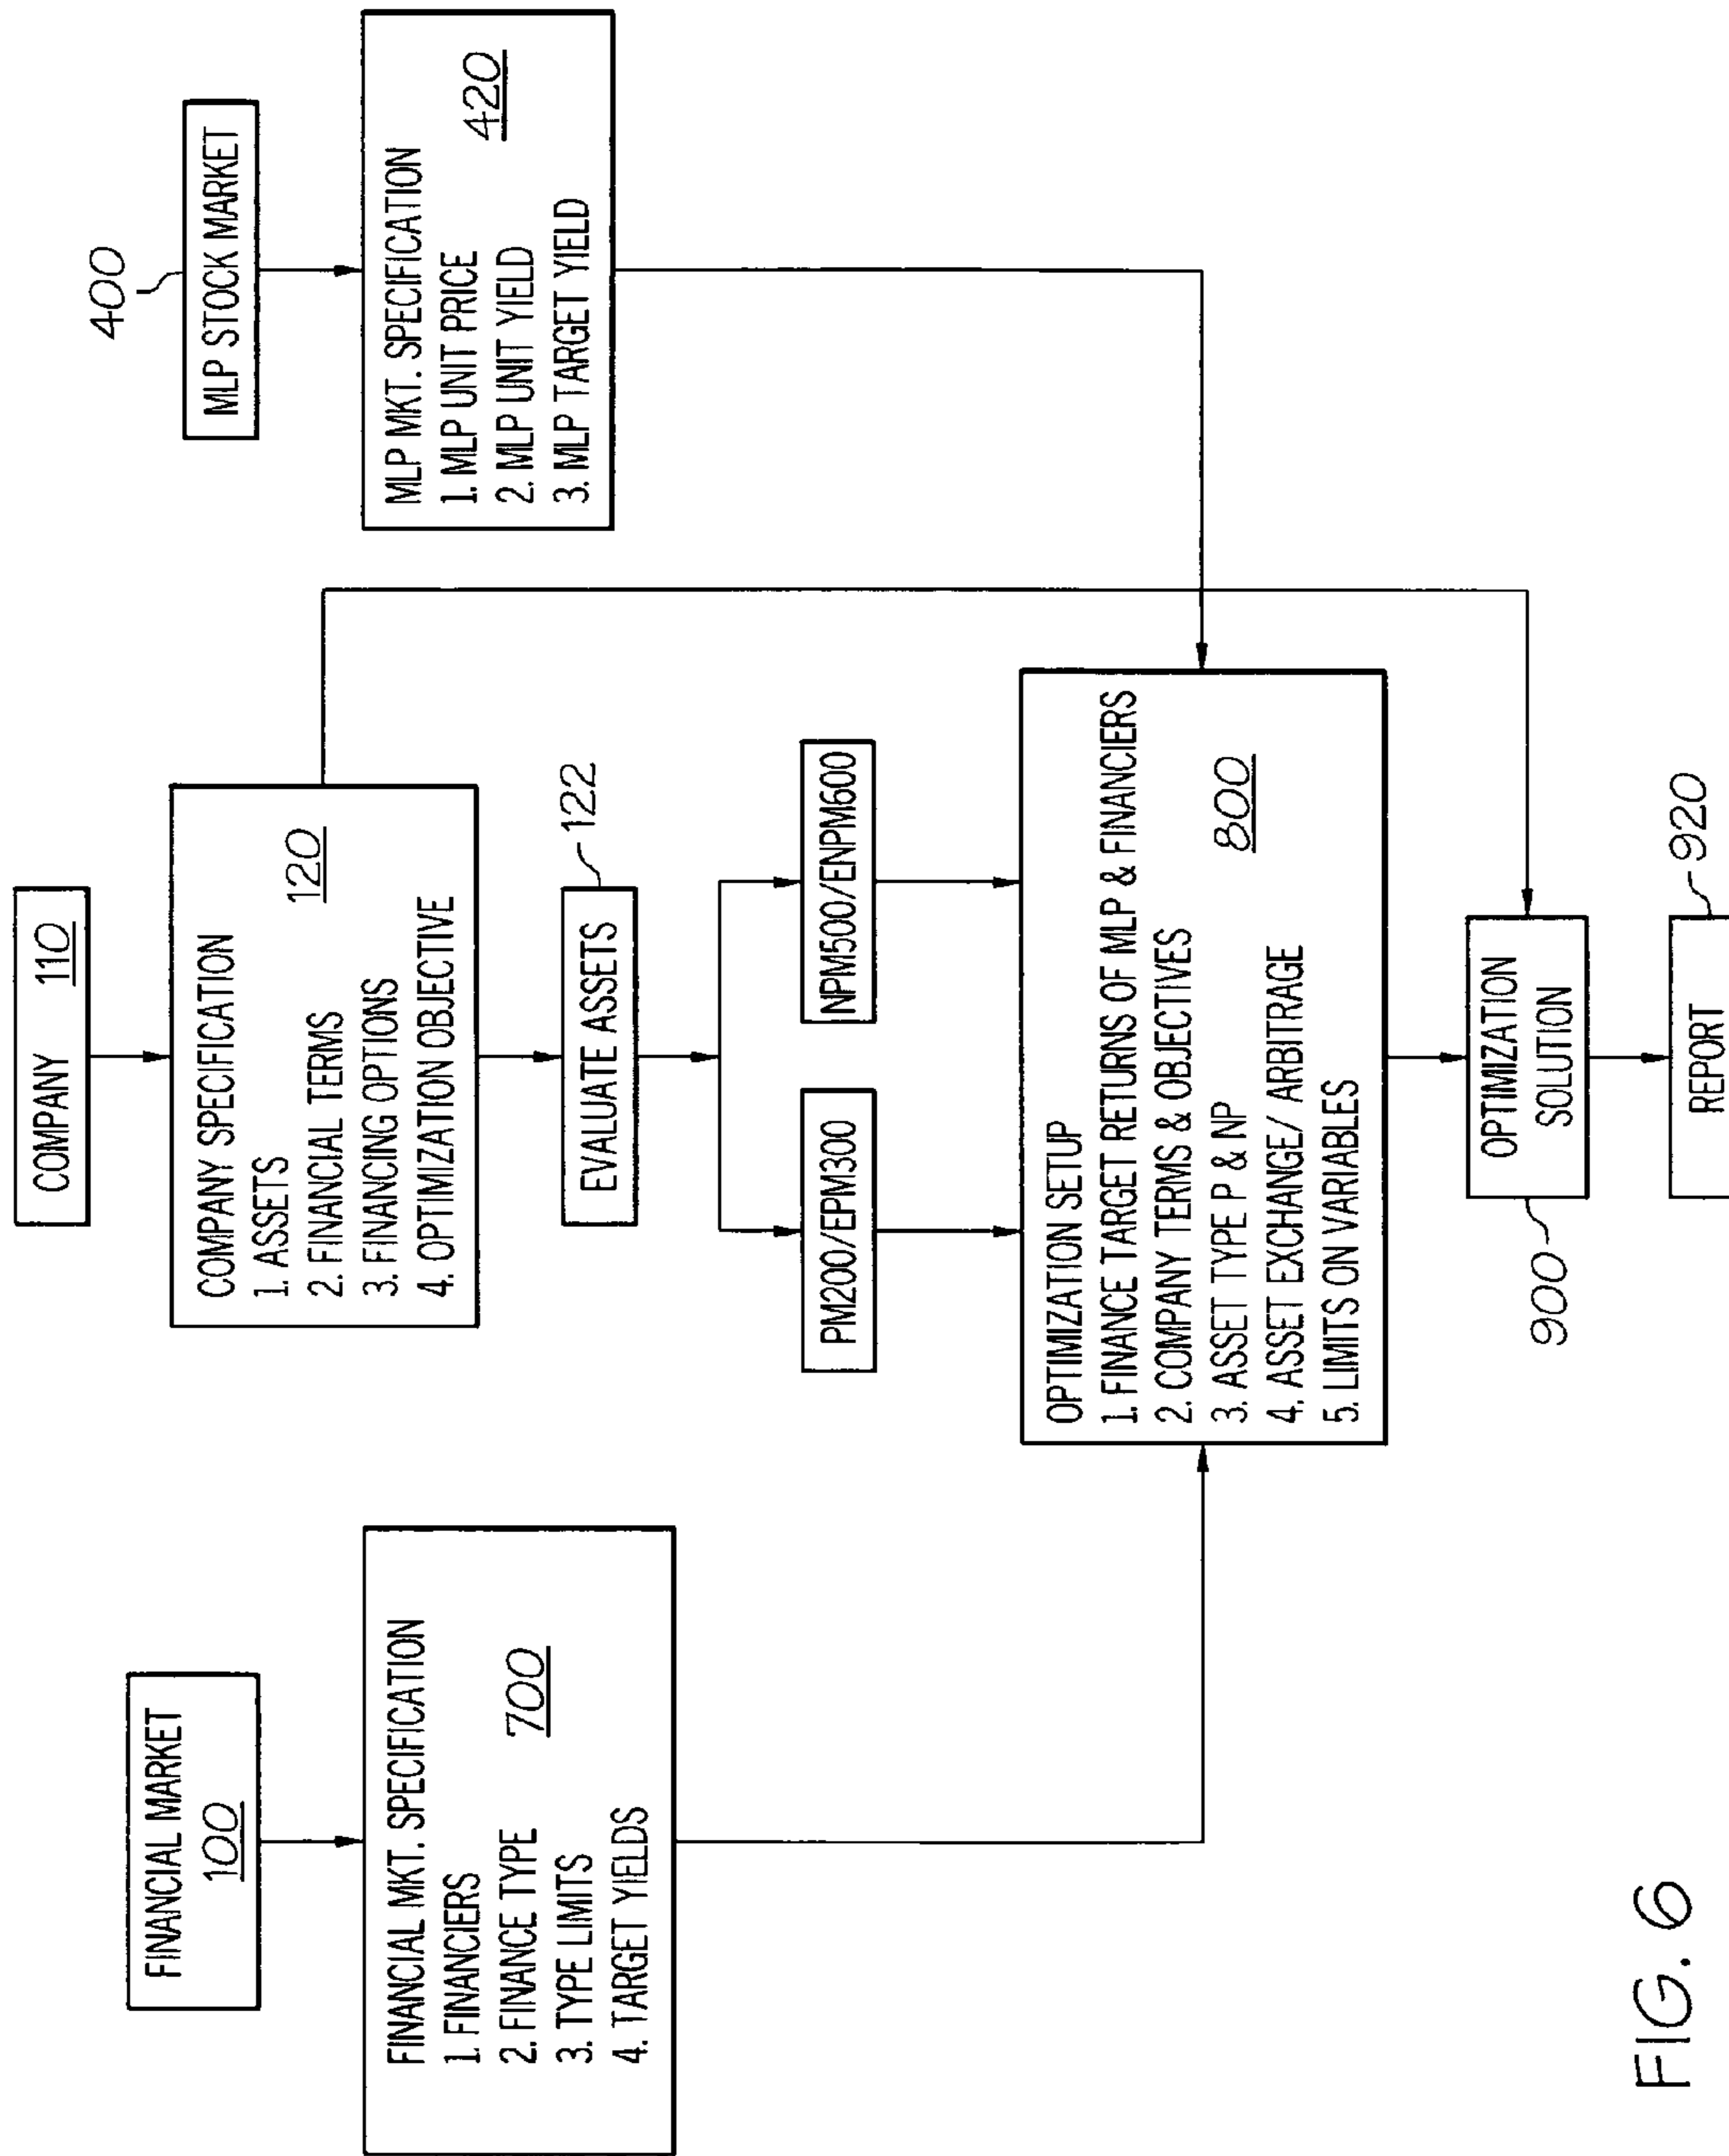 COMPANY 110
COMPANY SPECIFICATION
1. ASSETS
2. FINANCIAL TERMS
3. FINANCING OPTIONS
4. OPTIMIZATION OBJECTIVE
120
FINANCIAL MARKET
100
FINANCIAL MKT. SPECIFICATION
1. FINANCIERS
2. FINANCE TYPE
3. TYPE LIMITS
4. TARGET YIELDS
700
400
MLP STOCK MARKET
MLP MKT. SPECIFICATION
1. MLP UNIT PRICE
2. MLP UNIT YIELD
3. MLP TARGET YIELD
420
EVALUATE ASSETS
122
PM200/EPM300
NPM500/ENPM600
OPTIMIZATION SETUP
1. FINANCE TARGET RETURNS OF MLP & FINANCIERS
2. COMPANY TERMS & OBJECTIVES
3. ASSET TYPE P & NP
4. ASSET EXCHANGE/ ARBITRAGE
5. LIMITS ON VARIABLES
800
OPTIMIZATION
SOLUTION
900
REPORT
920
FIG. 6